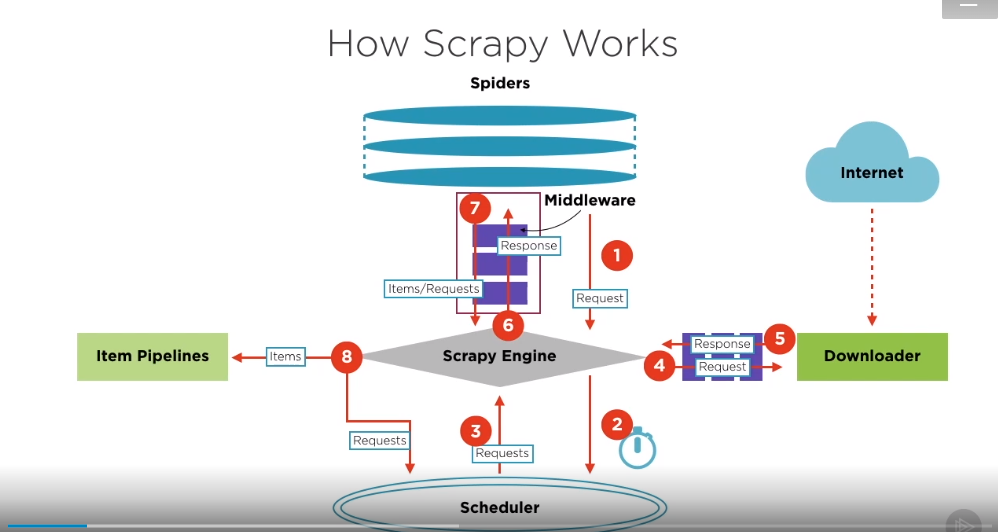 How Scrapy Works
Spiders
Internet
7
Middleware
Response
1
Items/Requests
Request
6
5
Response
Item Pipelines
Items
8
Scrapy Engine
4
Request
Downloader
3
2
Requests
Requests
Scheduler